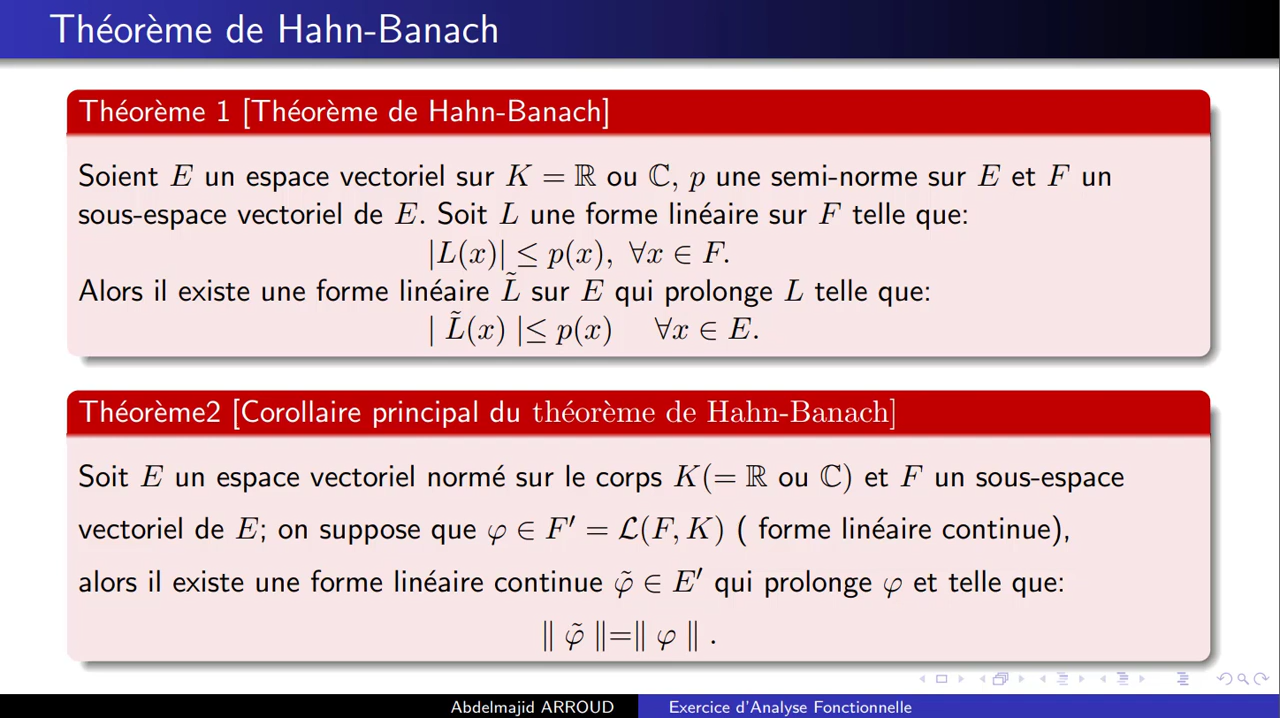 Théorème de Hahn-Banach
Théorème 1 [Théorème de Hahn-Banach]
Soient E un espace vectoriel sur K = ℝ ou ℂ, p une semi-norme sur E et F un
sous-espace vectoriel de E. Soit L une forme linéaire sur F telle que:
|L(x)| ≤ p(x), ∀x ∈ F.
Alors il existe une forme linéaire L̃ sur E qui prolonge L telle que:
| L̃(x) |≤ p(x) ∀x ∈ E.
Théorème2 [Corollaire principal du théorème de Hahn-Banach]
Soit E un espace vectoriel normé sur le corps K(= ℝ ou ℂ) et F un sous-espace
vectoriel de E; on suppose que φ ∈ F′ = ℒ(F, K) ( forme linéaire continue),
alors il existe une forme linéaire continue φ̃ ∈ E′ qui prolonge φ et telle que:
‖ φ̃ ‖=‖ φ ‖ .
Abdelmajid ARROUD Exercice d'Analyse Fonctionnelle